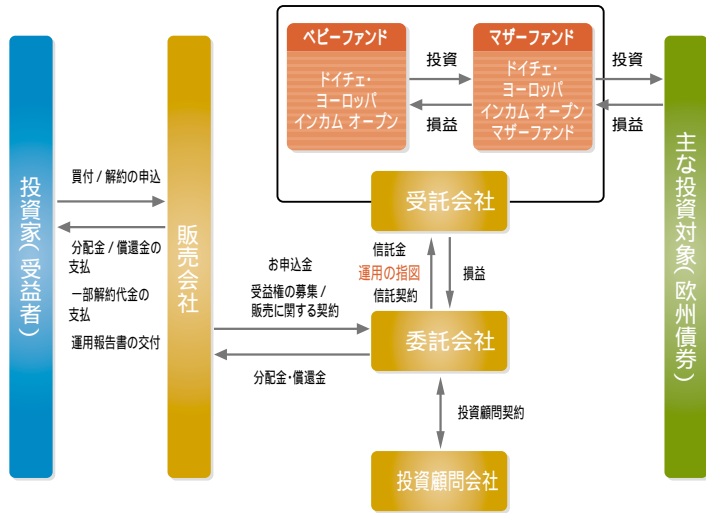 ベビーファンド
ドイチェ・
ヨーロッパ
インカム オープン
投資
損益
マザーファンド
ドイチェ・
ヨーロッパ
インカム オープン
マザーファンド
投資
損益
投資家(受益者)
買付 / 解約の申込
分配金 / 償還金の
支払
一部解約代金の
支払
運用報告書の交付
販売会社
お申込金
受益権の募集 /
販売に関する契約
分配金・償還金
受託会社
信託金
運用の指図
信託契約
損益
委託会社
投資顧問契約
投資顧問会社
主な投資対象(欧州債券)